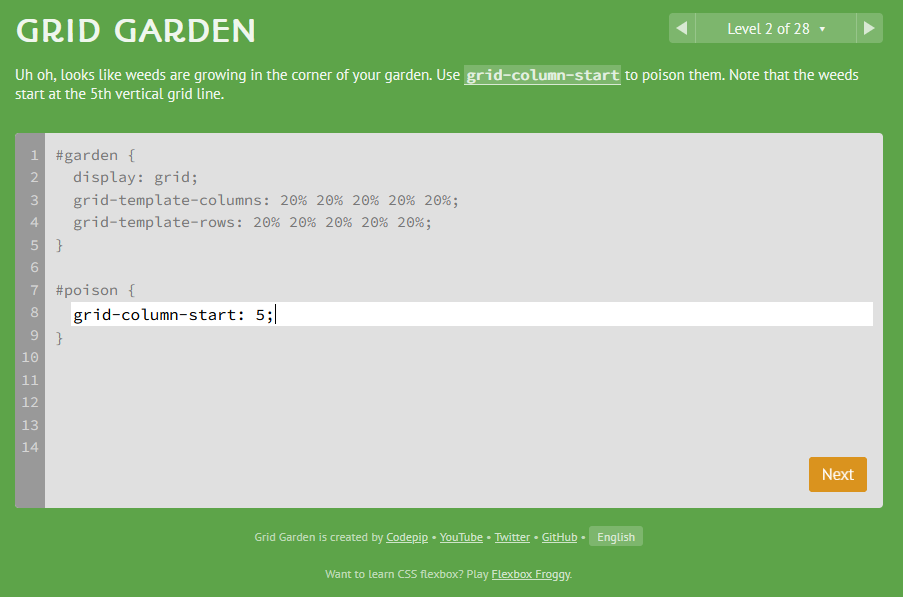 GRID GARDEN
Level 2 of 28
Uh oh, looks like weeds are growing in the corner of your garden. Use grid-column-start to poison them. Note that the weeds
start at the 5th vertical grid line.
1 #garden {
2 display: grid;
3 grid-template-columns: 20% 20% 20% 20% 20%;
4 grid-template-rows: 20% 20% 20% 20% 20%;
5 }
6
7 #poison {
8 grid-column-start: 5;
9 }
10
11
12
13
14
Next
Grid Garden is created by Codepip • YouTube • Twitter • GitHub • English
Want to learn CSS flexbox? Play Flexbox Froggy.